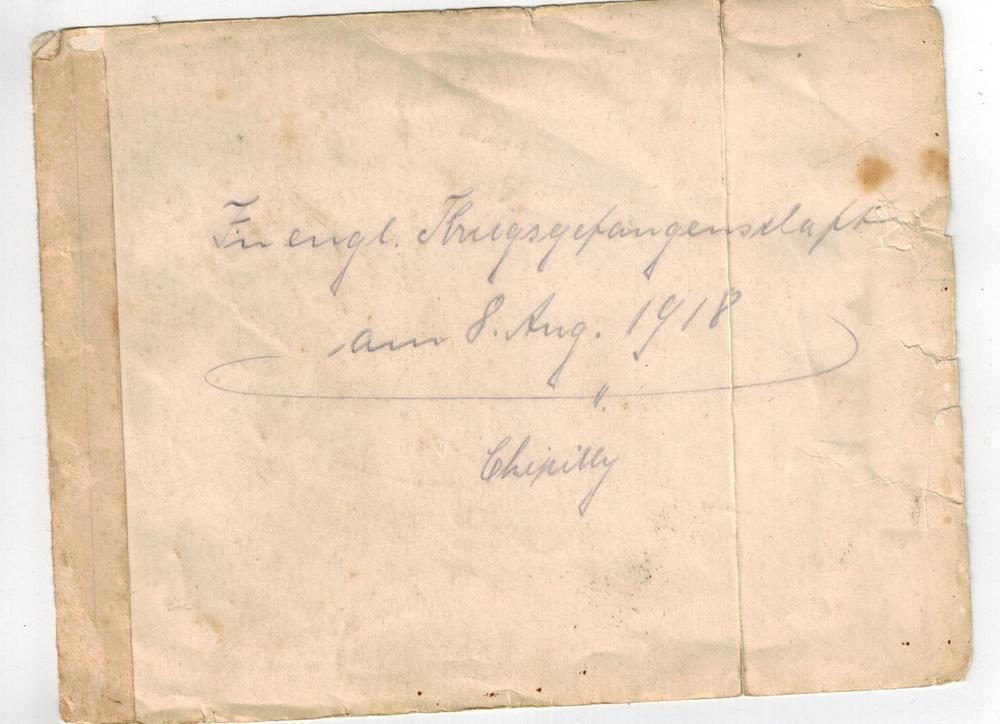 In engl. Kriegsgefangenschaft
am 8. Aug. 1918
Chipilly